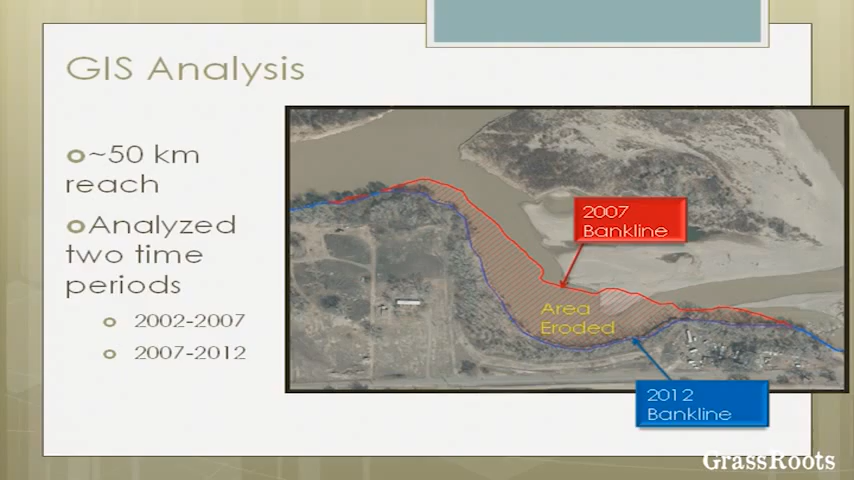 GIS Analysis
~50 km
reach
Analyzed
two time
periods
2002-2007
2007-2012
2007
Bankline
Area
Eroded
2012
Bankline
GrassRoots